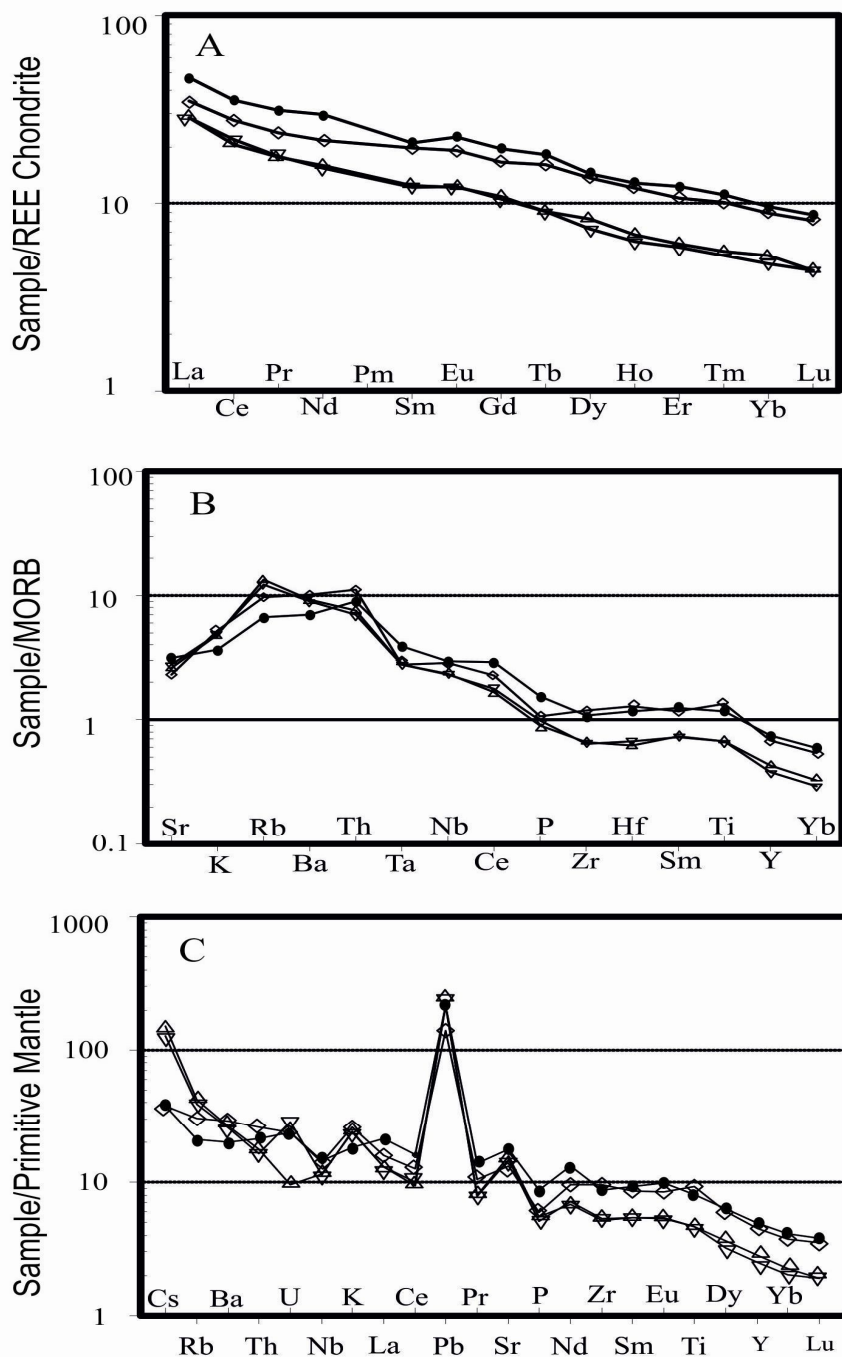 100
A
Sample/REE Chondrite
10
La Pr Pm Eu Tb Ho Tm Lu
1
Ce Nd Sm Gd Dy Er Yb
100
B
10
Sample/MORB
1
Sr Rb Th Nb P Hf Ti Yb
0.1
K Ba Ta Ce Zr Sm Y
1000
C
Sample/Primitive Mantle
100
10
Cs Ba U K Ce Pr P Zr Eu Dy Yb
1
Rb Th Nb La Pb Sr Nd Sm Ti Y Lu